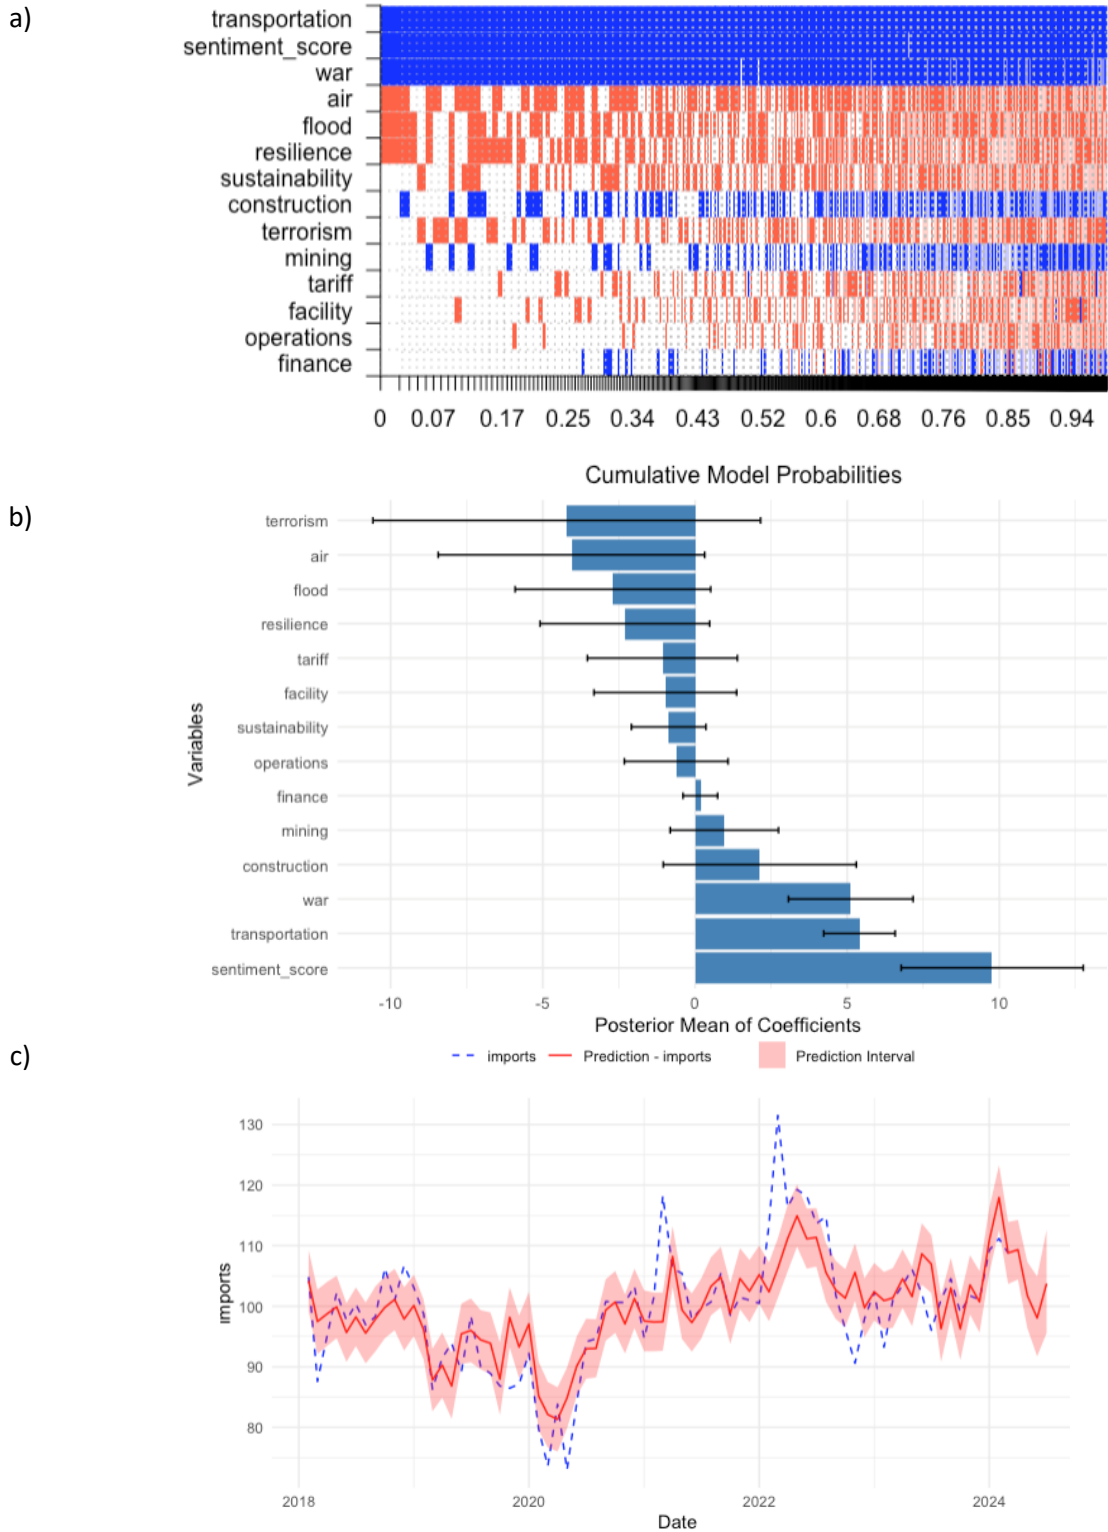 a)
transportation
sentiment_score
war
air
flood
resilience
sustainability
construction
terrorism
mining
tariff
facility
operations
finance
0 0.07 0.17 0.25 0.34 0.43 0.52 0.6 0.68 0.76 0.85 0.94
Cumulative Model Probabilities
b)
Variables
terrorism
air
flood
resilience
tariff
facility
sustainability
operations
finance
mining
construction
war
transportation
sentiment_score
-10 -5 0 5 10
Posterior Mean of Coefficients
c)
imports Prediction - imports Prediction Interval
imports
130
120
110
100
90
80
2018 2020 2022 2024
Date